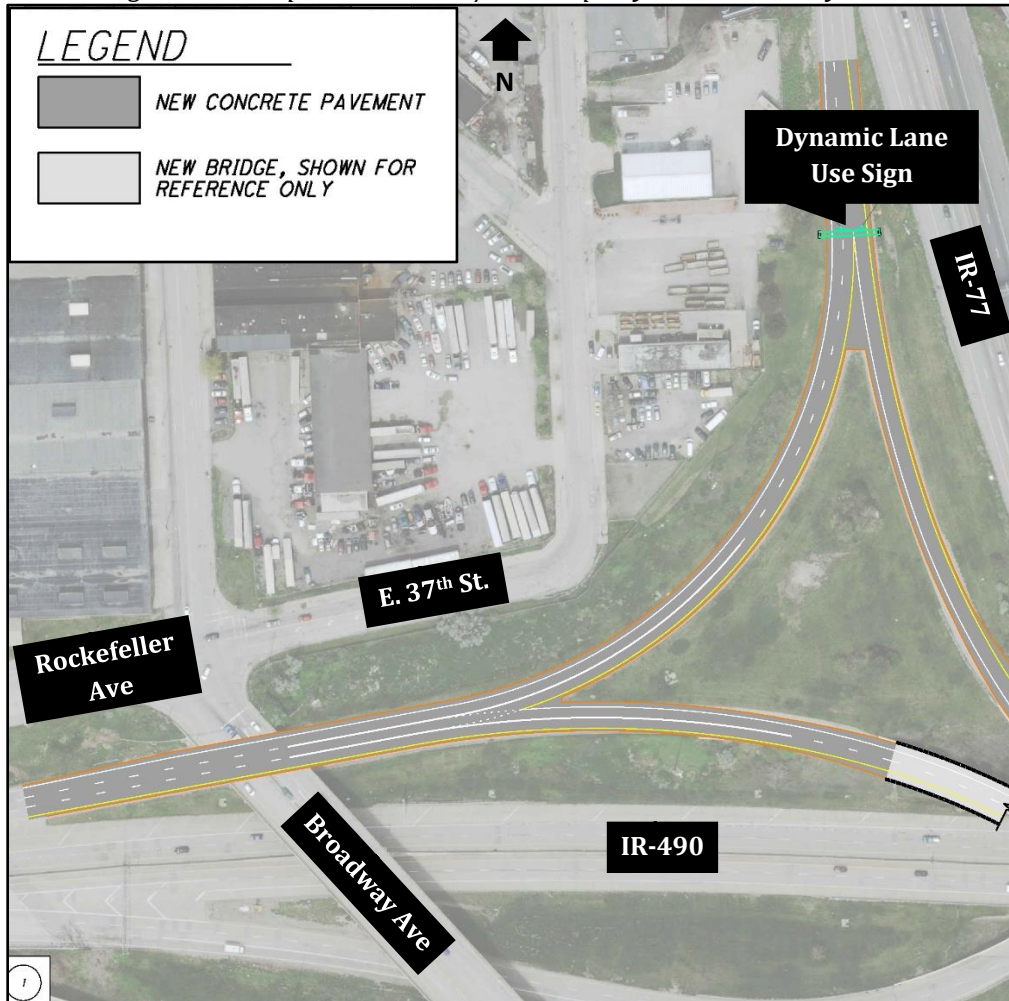 LEGEND
NEW CONCRETE PAVEMENT
NEW BRIDGE, SHOWN FOR
REFERENCE ONLY
N
Dynamic Lane
Use Sign
IR-77
E. 37th St.
Rockefeller
Ave
Broadway Ave
IR-490
1